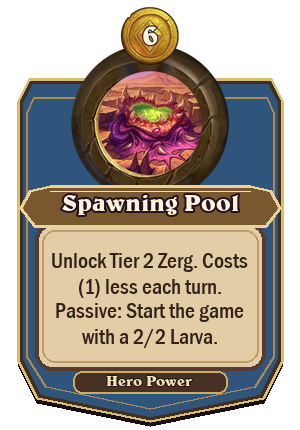 6
Spawning Pool
Unlock Tier 2 Zerg. Costs
(1) less each turn.
Passive: Start the game
with a 2/2 Larva.
Hero Power